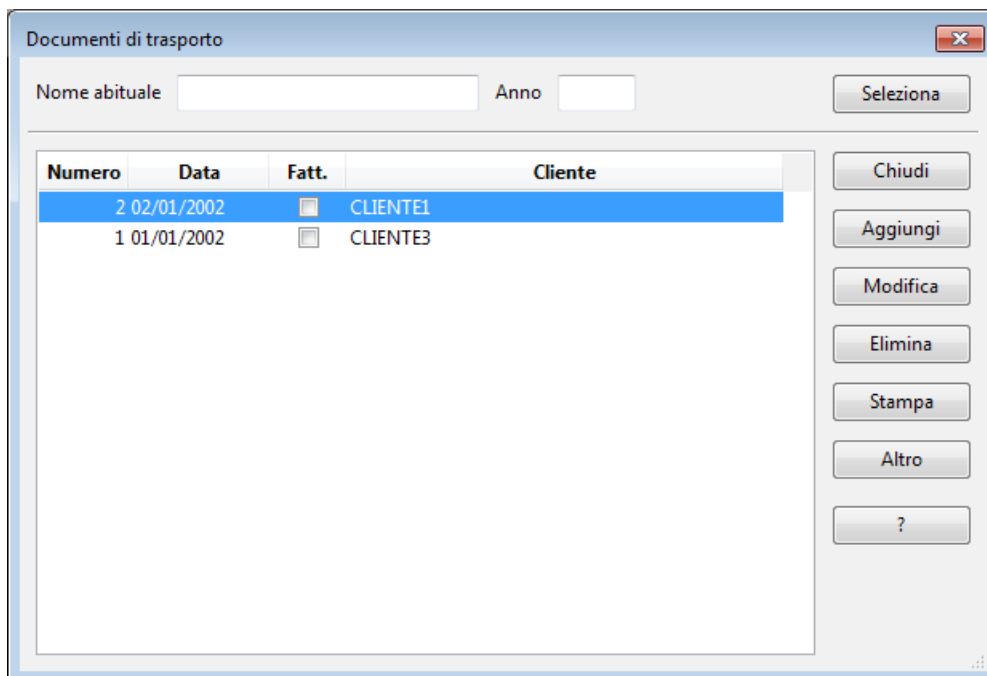 Documenti di trasporto
Nome abituale Anno Seleziona
Numero Data Fatt. Cliente
2 02/01/2002 CLIENTE1
1 01/01/2002 CLIENTE3
Chiudi
Aggiungi
Modifica
Elimina
Stampa
Altro
?